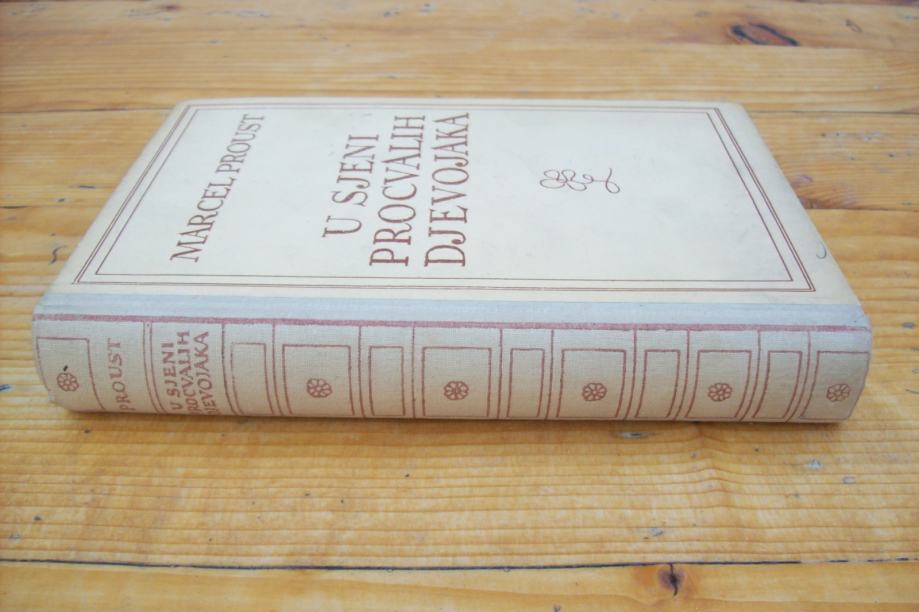 MARCEL PROUST
U SJENI
PROCVALIH
DJEVOJAKA
PROUST
U SJENI
PROCVALIH
DJEVOJAKA